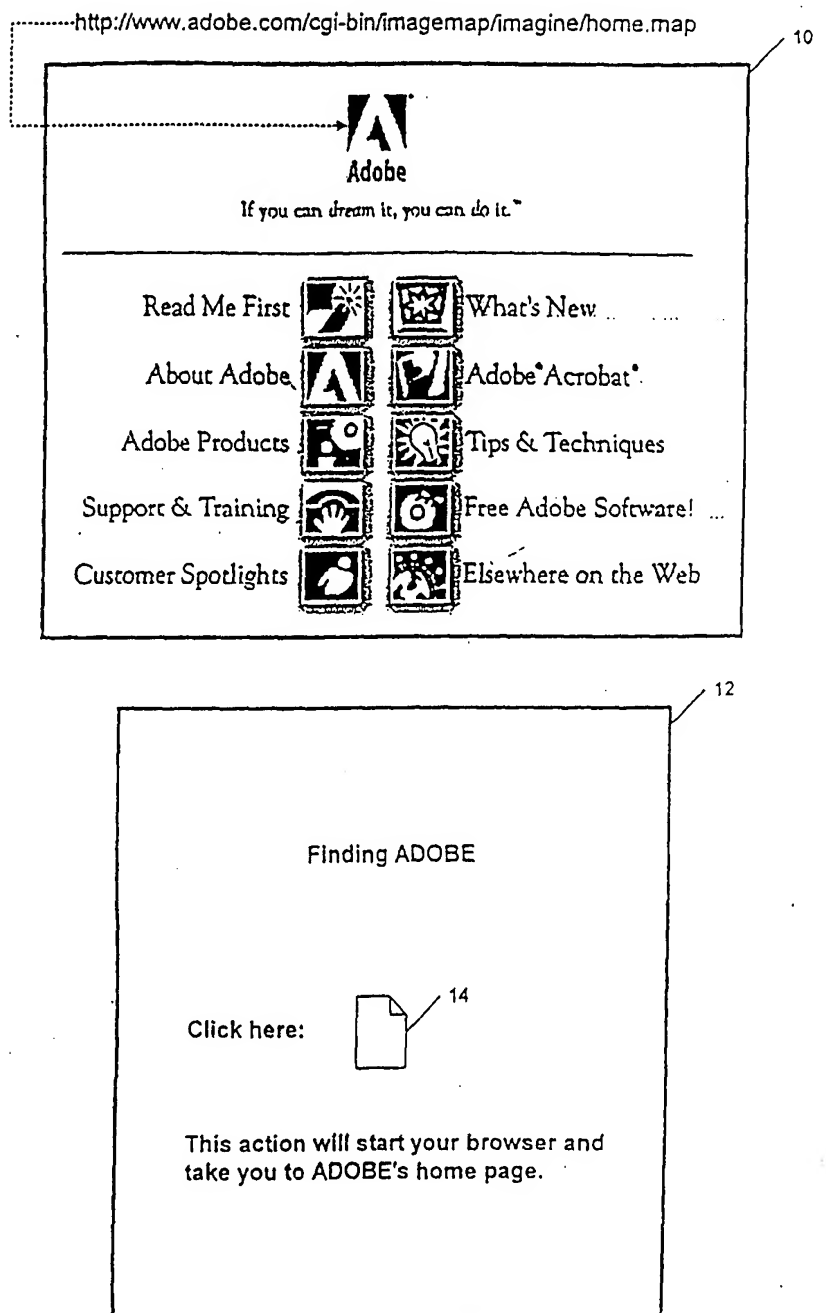 http://www.adobe.com/cgi-bin/imagemap/imagine/home.map
10
Adobe
If you can dream it, you can do it.™
Read Me First What's New
About Adobe Adobe® Acrobat®
Adobe Products Tips & Techniques
Support & Training Free Adobe Software!
Customer Spotlights Elsewhere on the Web
12
Finding ADOBE
Click here:
14
This action will start your browser and
take you to ADOBE's home page.